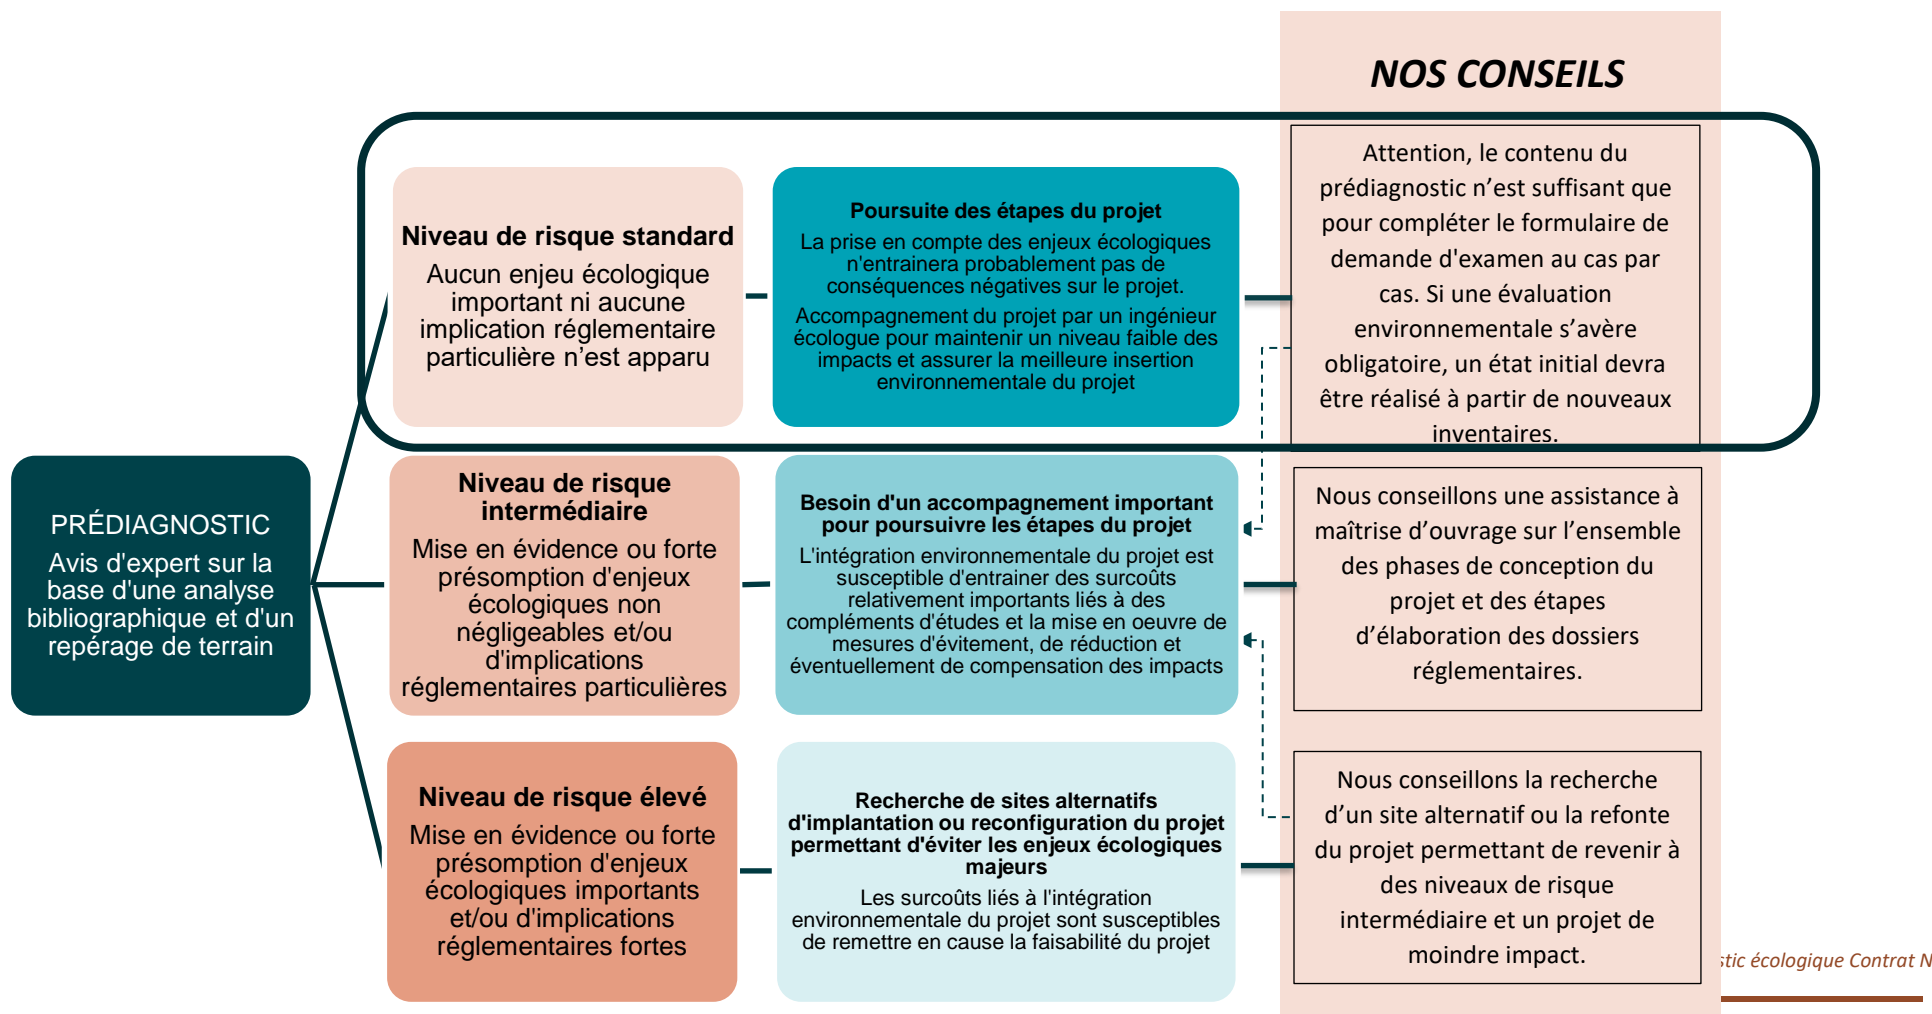 NOS CONSEILS
PRÉDIAGNOSTIC
Avis d'expert sur la
base d'une analyse
bibliographique et d'un
repérage de terrain
Niveau de risque standard
Aucun enjeu écologique
important ni aucune
implication réglementaire
particulière n’est apparu
Poursuite des étapes du projet
La prise en compte des enjeux écologiques
n'entrainera probablement pas de
conséquences négatives sur le projet.
Accompagnement du projet par un ingénieur
écologue pour maintenir un niveau faible des
impacts et assurer la meilleure insertion
environnementale du projet
Attention, le contenu du
prédiagnostic n’est suffisant que
pour compléter le formulaire de
demande d'examen au cas par
cas. Si une évaluation
environnementale s’avère
obligatoire, un état initial devra
être réalisé à partir de nouveaux
inventaires.
Niveau de risque
intermédiaire
Mise en évidence ou forte
présomption d'enjeux
écologiques non
négligeables et/ou
d'implications
réglementaires particulières
Besoin d'un accompagnement important
pour poursuivre les étapes du projet
L'intégration environnementale du projet est
susceptible d'entrainer des surcoûts
relativement importants liés à des
compléments d'études et la mise en oeuvre de
mesures d'évitement, de réduction et
éventuellement de compensation des impacts
Nous conseillons une assistance à
maîtrise d’ouvrage sur l’ensemble
des phases de conception du
projet et des étapes
d’élaboration des dossiers
réglementaires.
Niveau de risque élevé
Mise en évidence ou forte
présomption d'enjeux
écologiques importants
et/ou d'implications
réglementaires fortes
Recherche de sites alternatifs
d'implantation ou reconfiguration du projet
permettant d'éviter les enjeux écologiques
majeurs
Les surcoûts liés à l'intégration
environnementale du projet sont susceptibles
de remettre en cause la faisabilité du projet
Nous conseillons la recherche
d’un site alternatif ou la refonte
du projet permettant de revenir à
des niveaux de risque
intermédiaire et un projet de
moindre impact.
stic écologique Contrat N